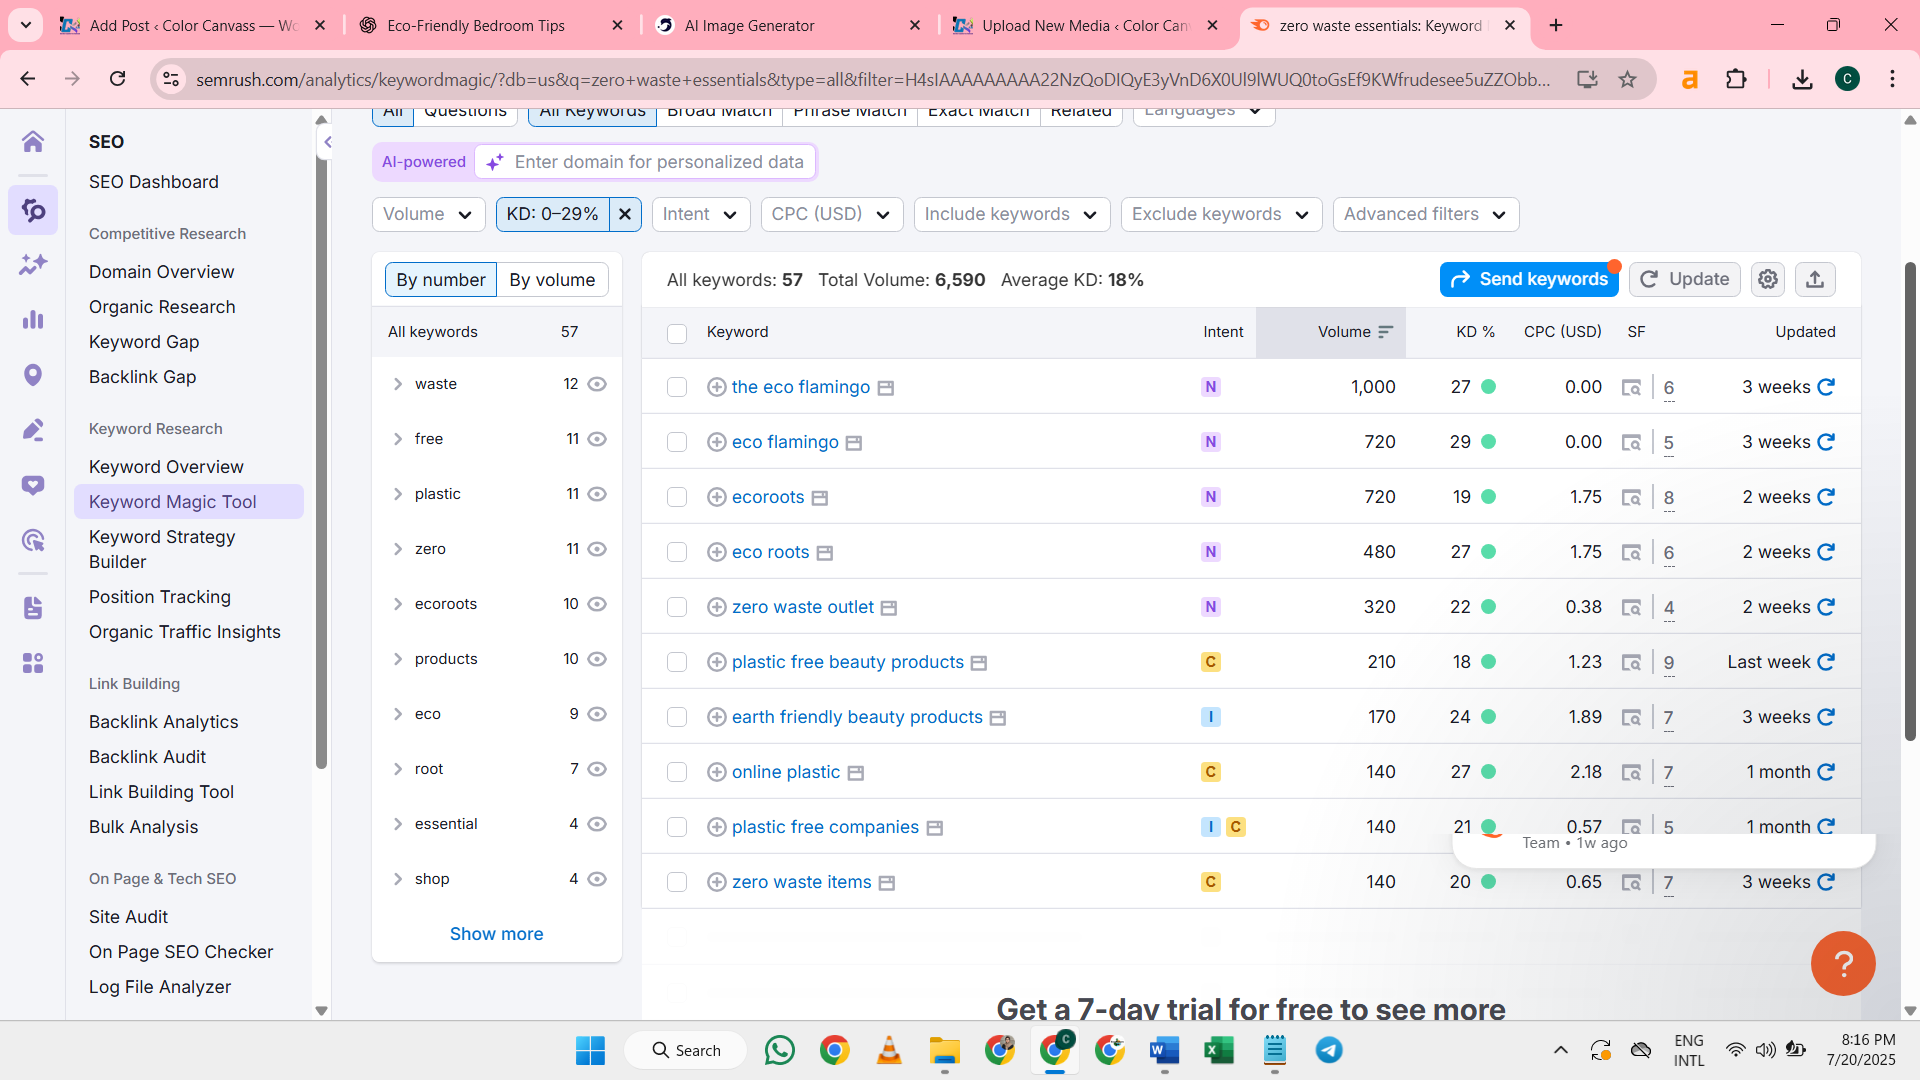 Add Post ‹ Color Canvass — Wo
Eco-Friendly Bedroom Tips
AI Image Generator
Upload New Media ‹ Color Can
zero waste essentials: Keyword
semrush.com/analytics/keywordmagic/?db=us&q=zero+waste+essentials&type=all&filter=H4sIAAAAAAAAA22NzQoDIQyE3yVnD6X0Ul9lWUQ0toGsEf9KWfrudesee5uZZObb...
C
SEO
SEO Dashboard
Competitive Research
Domain Overview
Organic Research
Keyword Gap
Backlink Gap
Keyword Research
Keyword Overview
Keyword Magic Tool
Keyword Strategy
Builder
Position Tracking
Organic Traffic Insights
Link Building
Backlink Analytics
Backlink Audit
Link Building Tool
Bulk Analysis
On Page & Tech SEO
Site Audit
On Page SEO Checker
Log File Analyzer
All Questions All Keywords Broad Match Phrase Match Exact Match Related Languages
AI-powered Enter domain for personalized data
Volume KD: 0–29% Intent CPC (USD) Include keywords Exclude keywords Advanced filters
By number By volume
All keywords 57
waste 12
free 11
plastic 11
zero 11
ecoroots 10
products 10
eco 9
root 7
essential 4
shop 4
Show more
All keywords: 57 Total Volume: 6,590 Average KD: 18%
Send keywords Update
Keyword Intent Volume KD % CPC (USD) SF Updated
the eco flamingo N 1,000 27 0.00 6 3 weeks
eco flamingo N 720 29 0.00 5 3 weeks
ecoroots N 720 19 1.75 8 2 weeks
eco roots N 480 27 1.75 6 2 weeks
zero waste outlet N 320 22 0.38 4 2 weeks
plastic free beauty products C 210 18 1.23 9 Last week
earth friendly beauty products I 170 24 1.89 7 3 weeks
online plastic C 140 27 2.18 7 1 month
plastic free companies I C 140 21 0.57 5 1 month
Team • 1w ago
zero waste items C 140 20 0.65 7 3 weeks
Get a 7-day trial for free to see more
?
Search
C
ENG
INTL
8:16 PM
7/20/2025